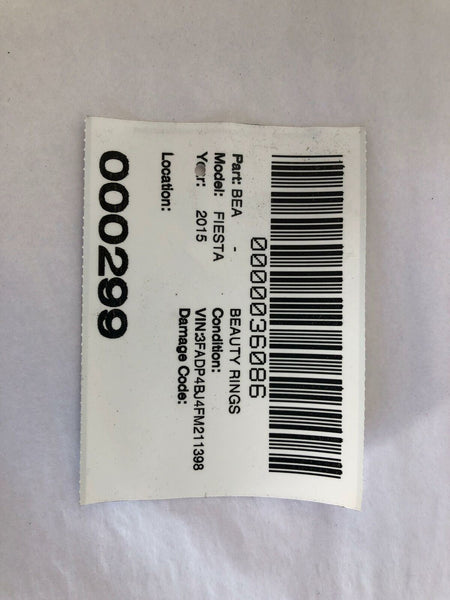 0000036086
Part: BEA - BEAUTY RINGS
Model: FIESTA Condition:
Year: 2015 VIN:3FADP4BJ4FM211398
Damage Code:
Location:
000299